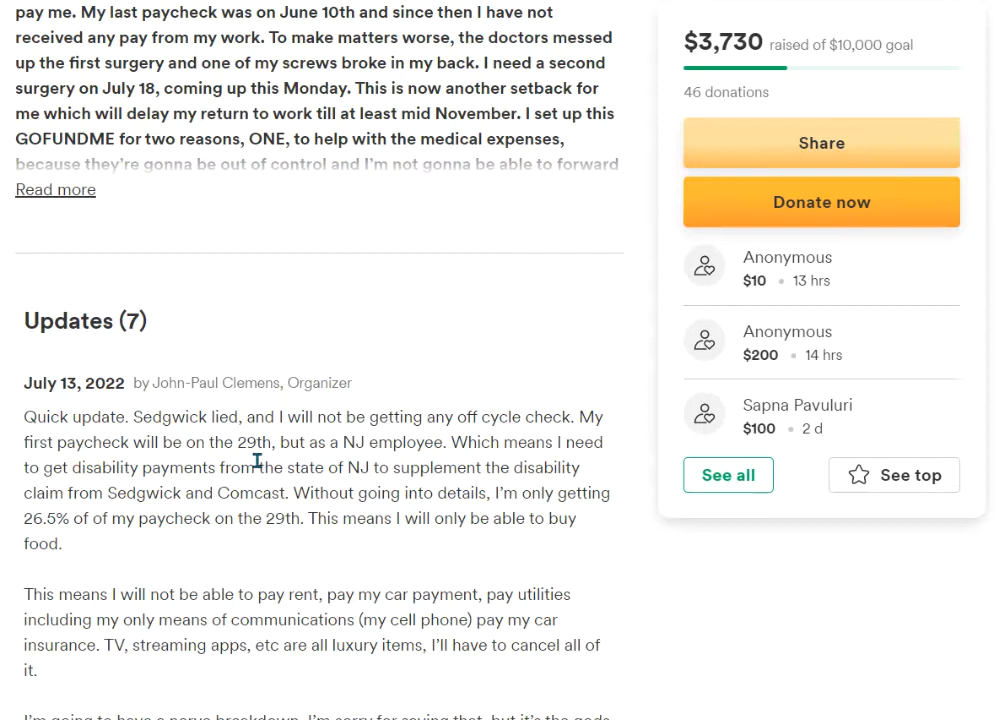 pay me. My last paycheck was on June 10th and since then I have not
received any pay from my work. To make matters worse, the doctors messed
up the first surgery and one of my screws broke in my back. I need a second
surgery on July 18, coming up this Monday. This is now another setback for
me which will delay my return to work till at least mid November. I set up this
GOFUNDME for two reasons, ONE, to help with the medical expenses,
because they're gonna be out of control and I'm not gonna be able to forward
Read more
Updates (7)
July 13, 2022 by John-Paul Clemens, Organizer
Quick update. Sedgwick lied, and I will not be getting any off cycle check. My
first paycheck will be on the 29th, but as a NJ employee. Which means I need
to get disability payments from the state of NJ to supplement the disability
claim from Sedgwick and Comcast. Without going into details, I'm only getting
26.5% of of my paycheck on the 29th. This means I will only be able to buy
food.
This means I will not be able to pay rent, pay my car payment, pay utilities
including my only means of communications (my cell phone) pay my car
insurance. TV, streaming apps, etc are all luxury items, I'll have to cancel all of
it.
I'm going to have a nerve breakdown. I'm sorry for saying that, but it's the gods
$3,730 raised of $10,000 goal
46 donations
Share
Donate now
Anonymous
$10 • 13 hrs
Anonymous
$200 • 14 hrs
Sapna Pavuluri
$100 • 2 d
See all
See top